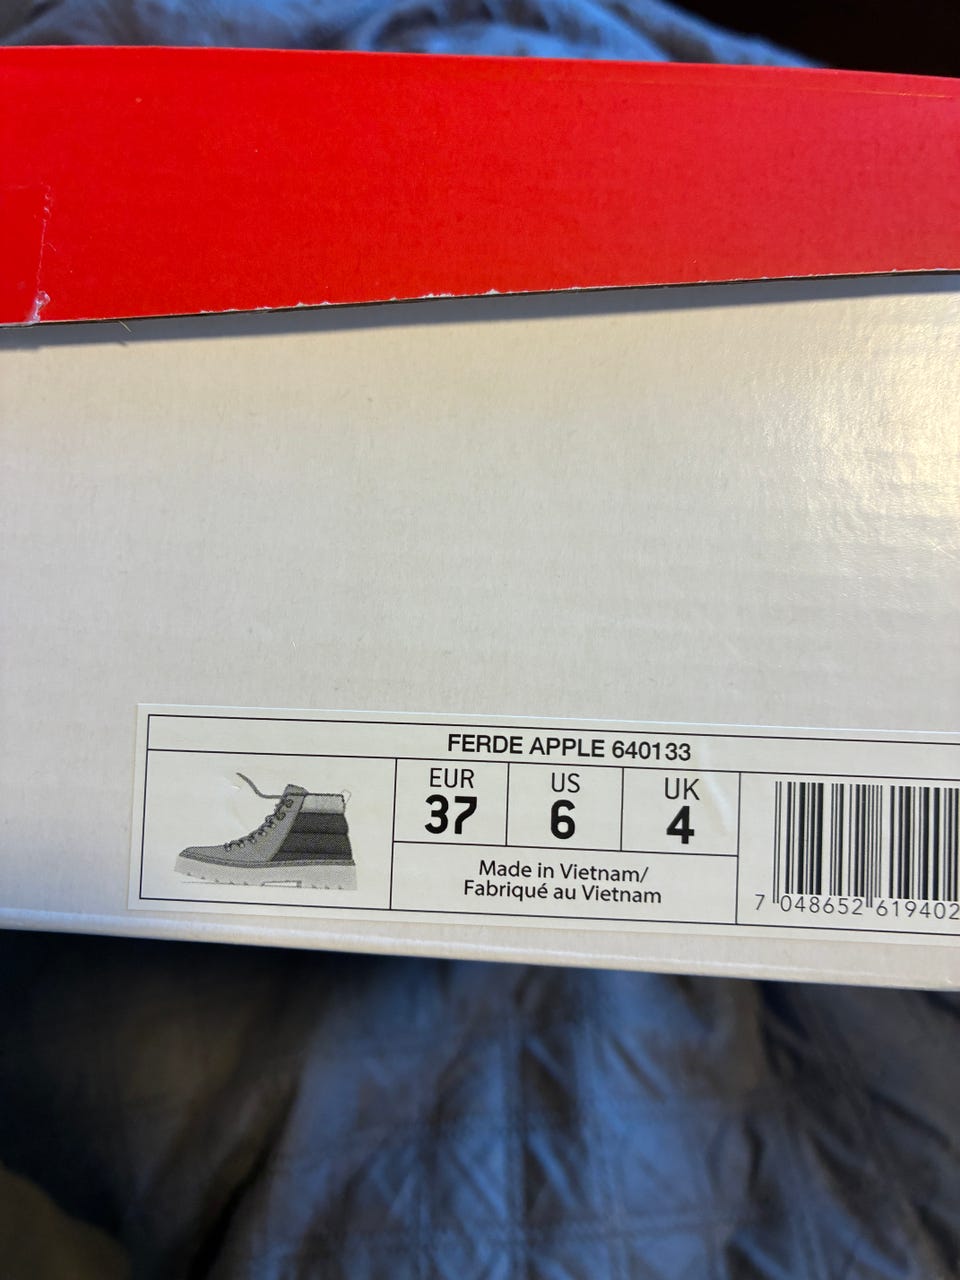 FERDE APPLE 640133
EUR
37
US
6
UK
4
Made in Vietnam/
Fabriqué au Vietnam
7 048652 619402